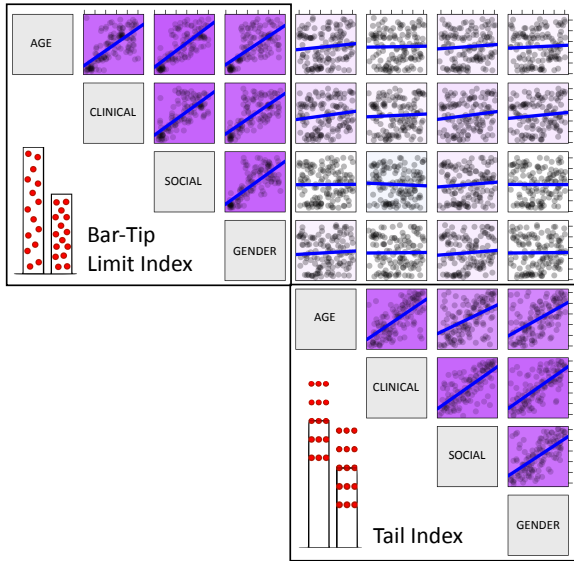 AGE
CLINICAL
SOCIAL
GENDER
Bar-Tip
Limit Index
AGE
CLINICAL
SOCIAL
GENDER
Tail Index